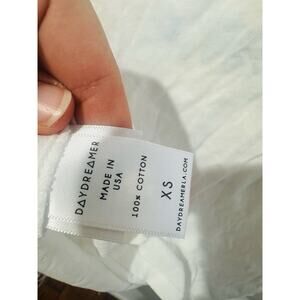 DAYDREAMER
MADE IN
USA
100% COTTON
XS
DAYDREAMERLA.COM